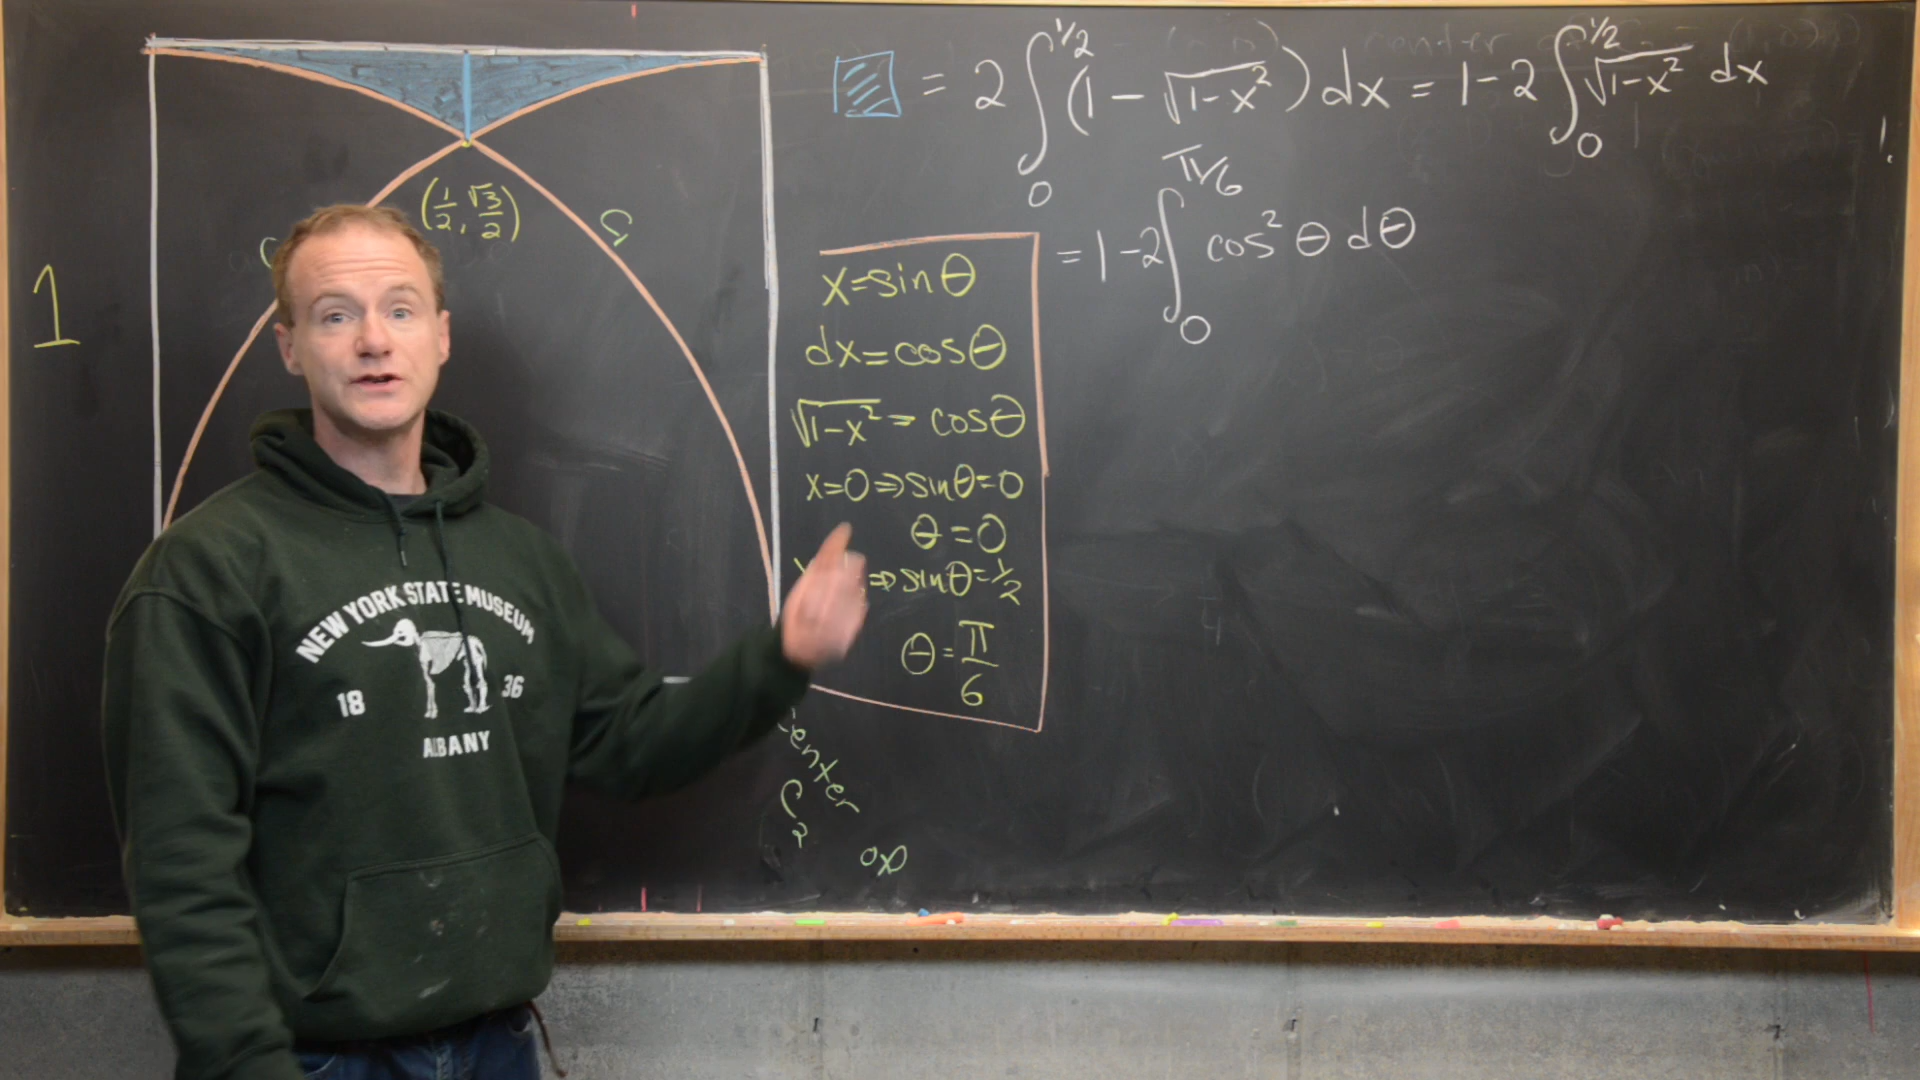 = 2∫₀^{1/2} (1 - √(1-x²)) dx = 1-2∫₀^{1/2} √(1-x²) dx
= 1-2∫₀^{π/6} cos² θ dθ
1
(1/2, √3/2)
C₁
x=sinθ
dx=cosθ
√(1-x²) = cosθ
x=0⇒sinθ=0
θ=0
⇒sinθ=1/2
θ=π/6
center
C₂
NEW YORK STATE MUSEUM
18 36
ALBANY